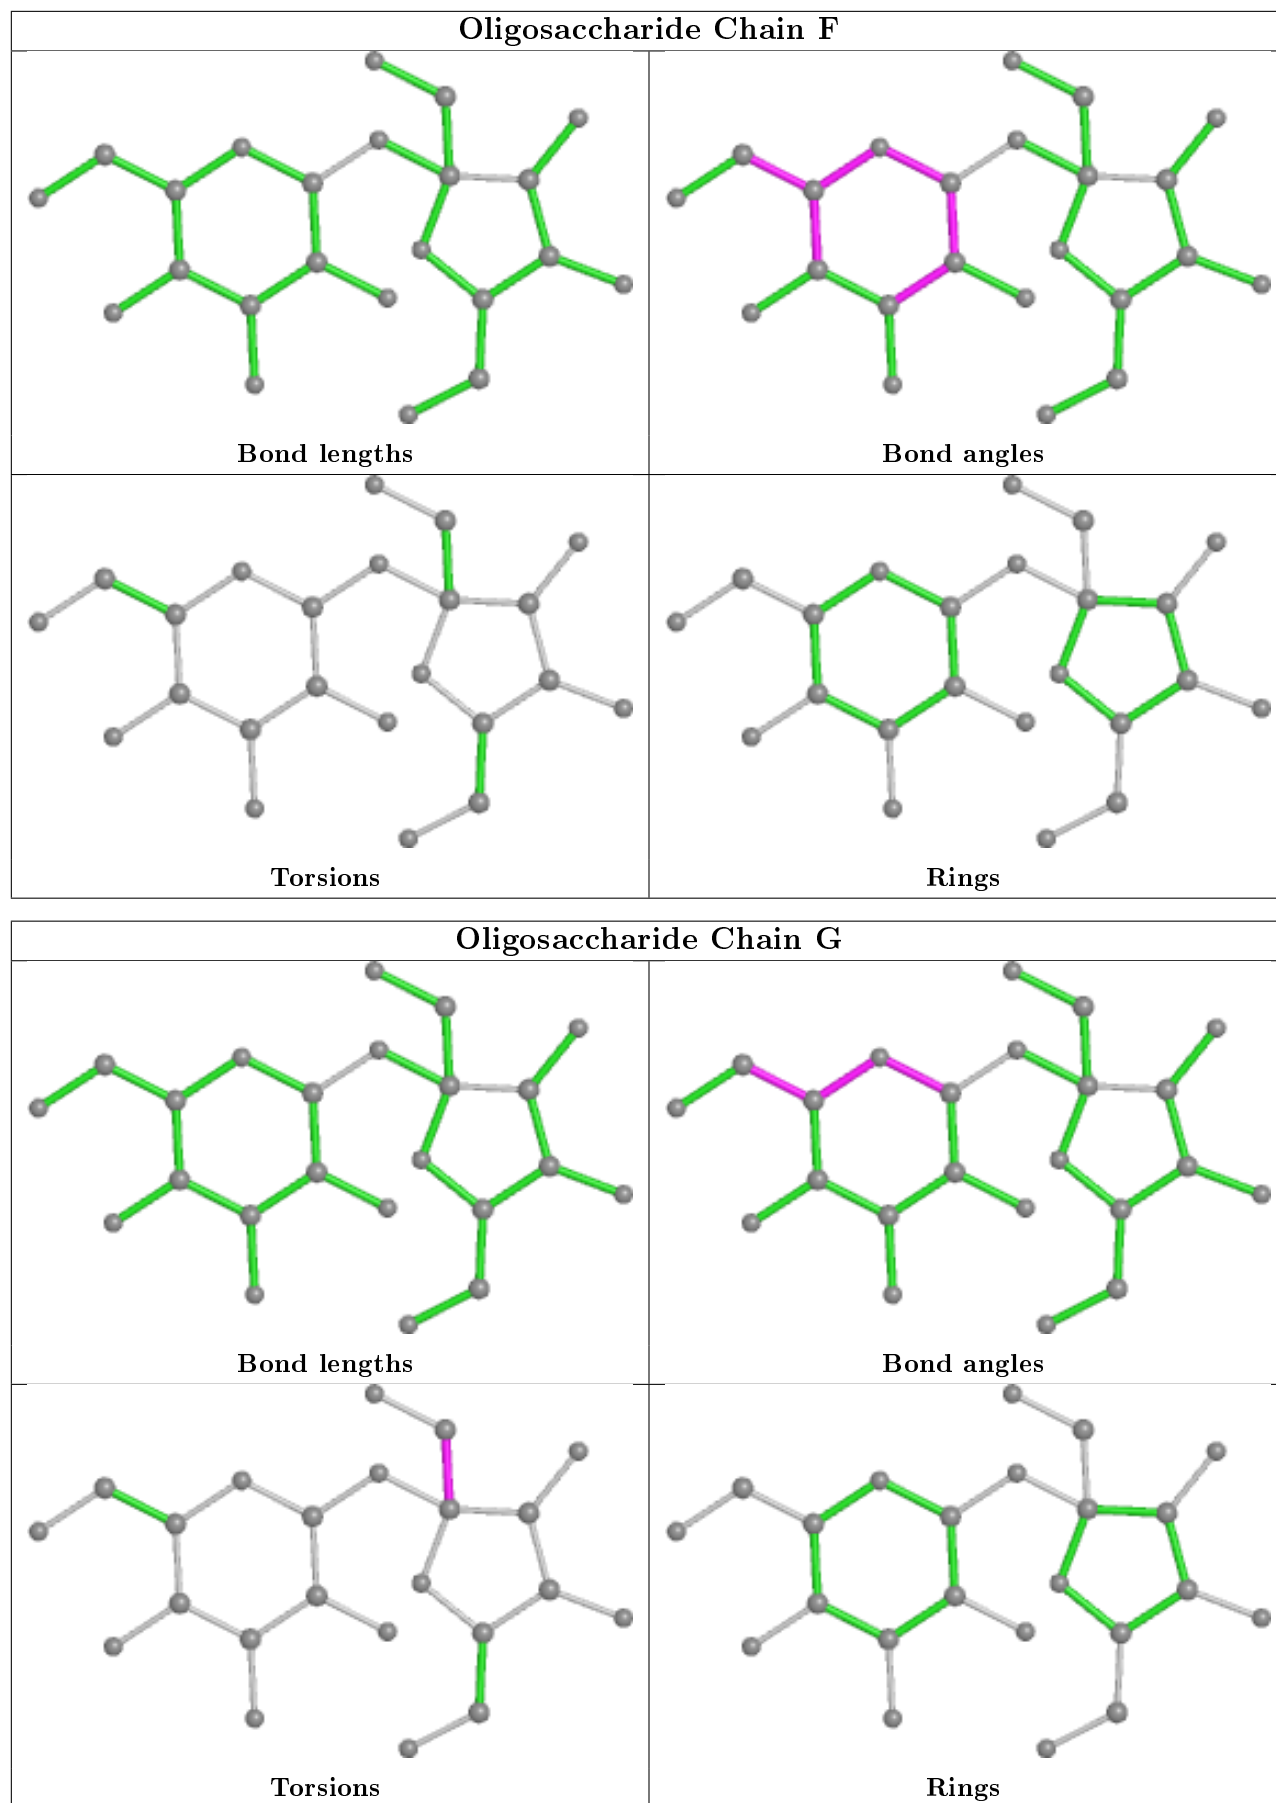 Oligosaccharide Chain F
Bond lengths
Bond angles
Torsions
Rings
Oligosaccharide Chain G
Bond lengths
Bond angles
Torsions
Rings